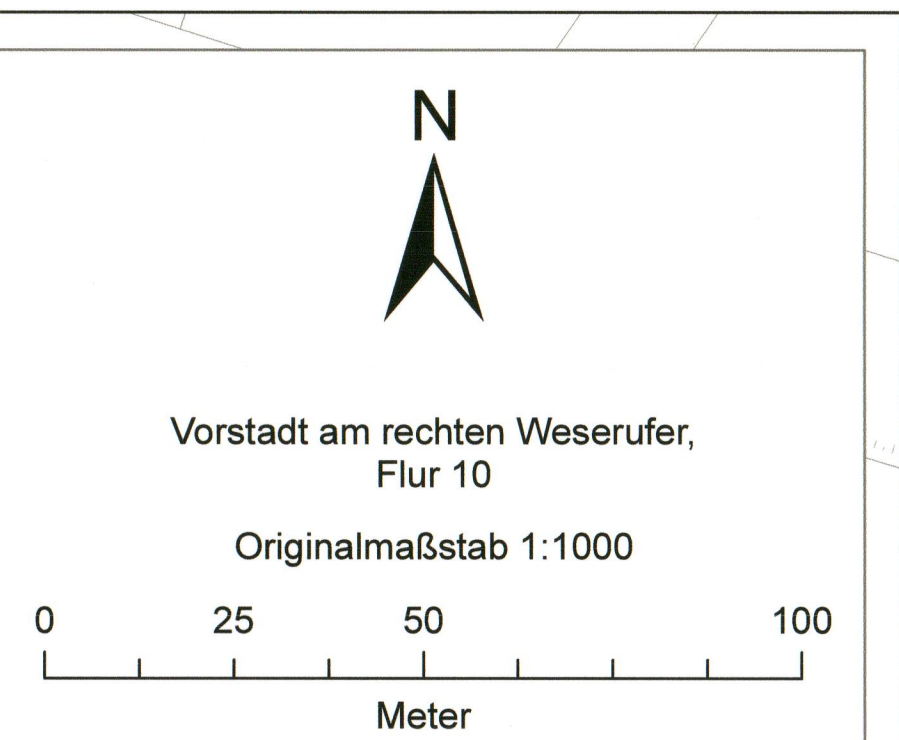 N
Vorstadt am rechten Weserufer,
Flur 10
Originalmaßstab 1:1000
0 25 50 100
Meter